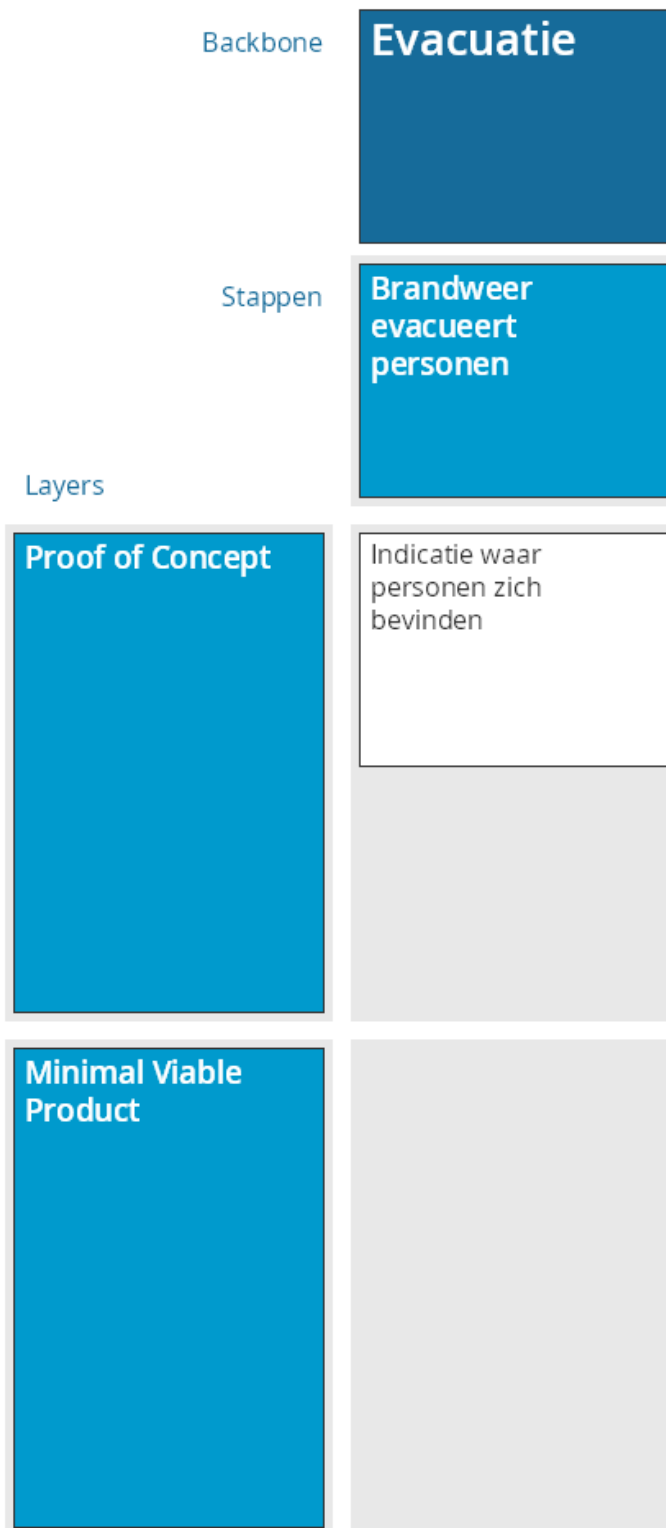 Backbone
Evacuatie
Stappen
Brandweer
evacueert
personen
Layers
Proof of Concept
Indicatie waar
personen zich
bevinden
Minimal Viable
Product